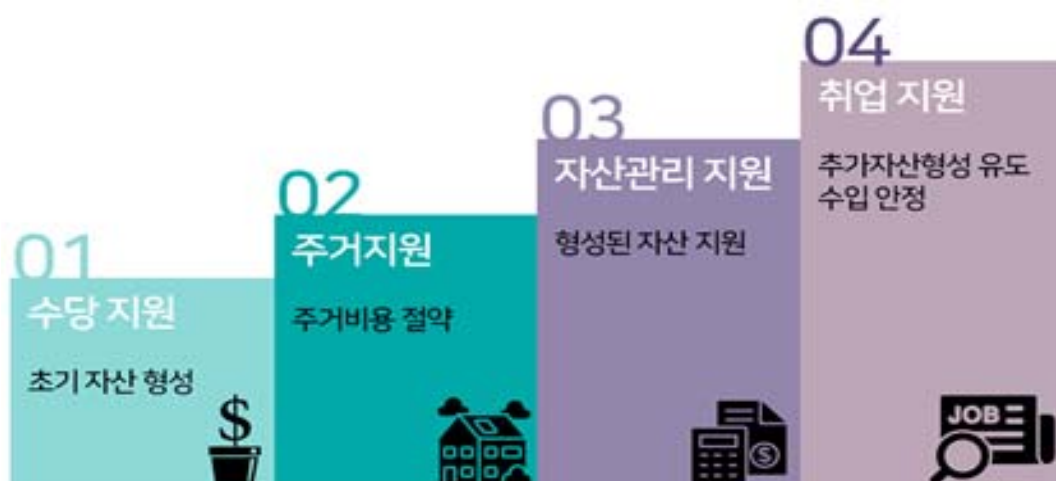 01
수당 지원
초기 자산 형성
$
02
주거지원
주거비용 절약
03
자산관리 지원
형성된 자산 지원
$
04
취업 지원
추가자산형성 유도
수입 안정
JOB